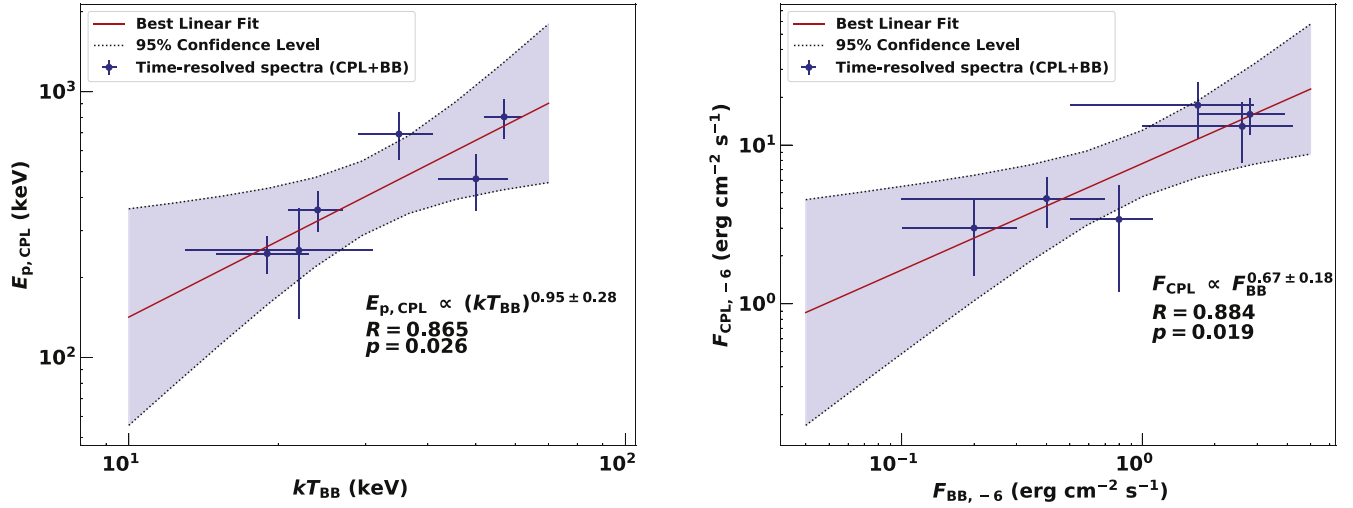 Best Linear Fit
95% Confidence Level
Time-resolved spectra (CPL+BB)
10³
10²
E_p,CPL (keV)
E_p,CPL ∝ (kT_BB)^0.95 ± 0.28
R = 0.865
p = 0.026
10¹ 10²
kT_BB (keV)
Best Linear Fit
95% Confidence Level
Time-resolved spectra (CPL+BB)
10¹
10⁰
F_CPL, −6 (erg cm⁻² s⁻¹)
F_CPL ∝ F_BB^0.67 ± 0.18
R = 0.884
p = 0.019
10⁻¹ 10⁰
F_BB, −6 (erg cm⁻² s⁻¹)